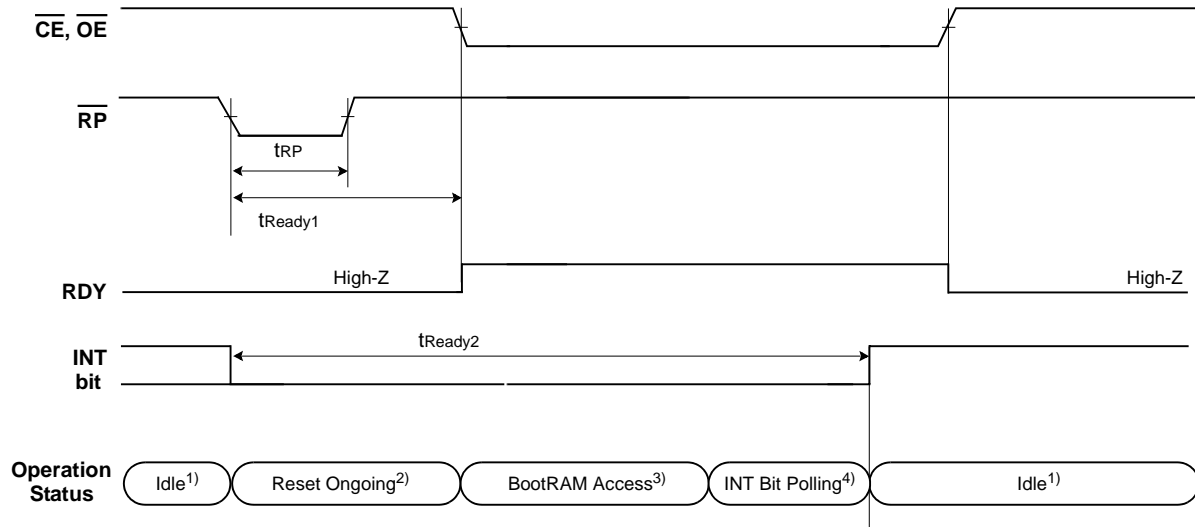 CE, OE
RP
tRP
tReady1
High-Z
High-Z
RDY
tReady2
INT
bit
Operation
Status
Idle1)
Reset Ongoing2)
BootRAM Access3)
INT Bit Polling4)
Idle1)